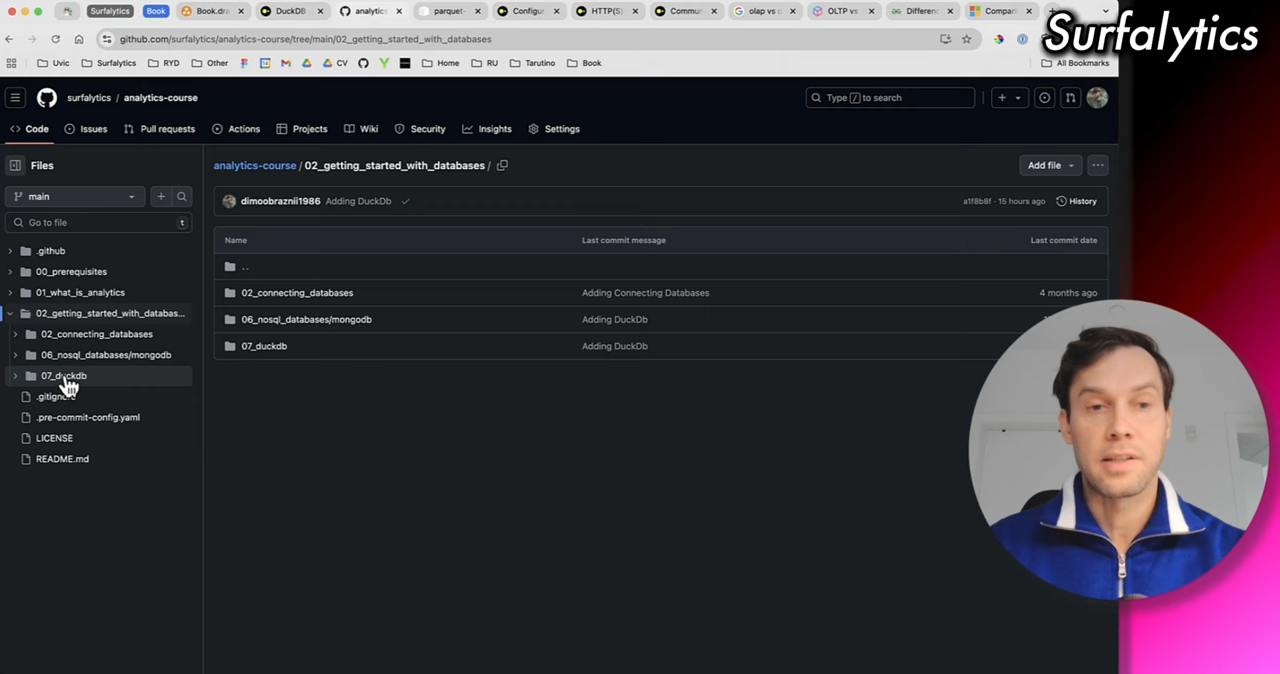 Surfalytics
Book
Book.dra
DuckDB
analytics
parquet-
Configur
HTTP(S)
Commun
olap vs c
OLTP vs
Differenc
Compari
github.com/surfalytics/analytics-course/tree/main/02_getting_started_with_databases
Surfalytics
Uvic
Surfalytics
RYD
Other
CV
Home
RU
Tarutino
Book
All Bookmarks
surfalytics / analytics-course
Type / to search
Code
Issues
Pull requests
Actions
Projects
Wiki
Security
Insights
Settings
Files
main
Go to file
t
.github
00_prerequisites
01_what_is_analytics
02_getting_started_with_databas...
02_connecting_databases
06_nosql_databases/mongodb
07_duckdb
.gitignore
.pre-commit-config.yaml
LICENSE
README.md
analytics-course / 02_getting_started_with_databases /
Add file
dimoobraznii1986 Adding DuckDb
a1f8b8f · 15 hours ago
History
Name Last commit message Last commit date
..
02_connecting_databases Adding Connecting Databases 4 months ago
06_nosql_databases/mongodb Adding DuckDb
07_duckdb Adding DuckDb